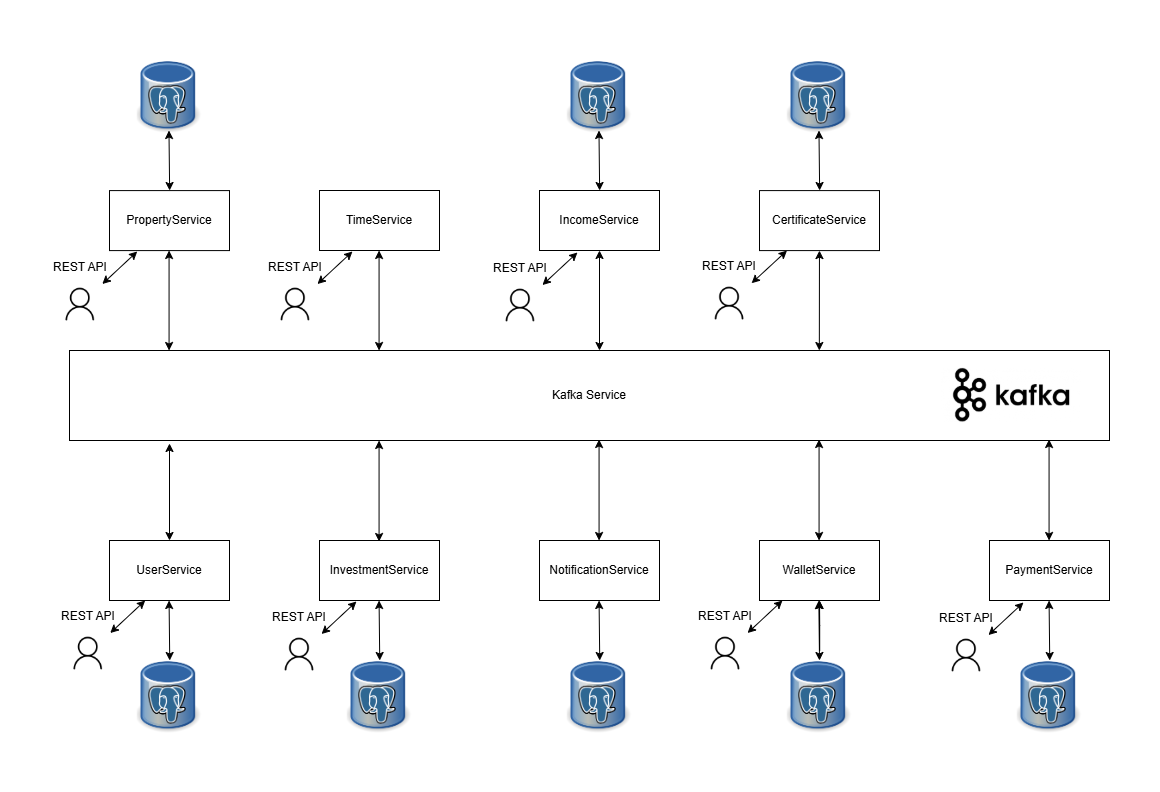 PropertyService
TimeService
IncomeService
CertificateService
REST API
REST API
REST API
REST API
Kafka Service
kafka
UserService
InvestmentService
NotificationService
WalletService
PaymentService
REST API
REST API
REST API
REST API